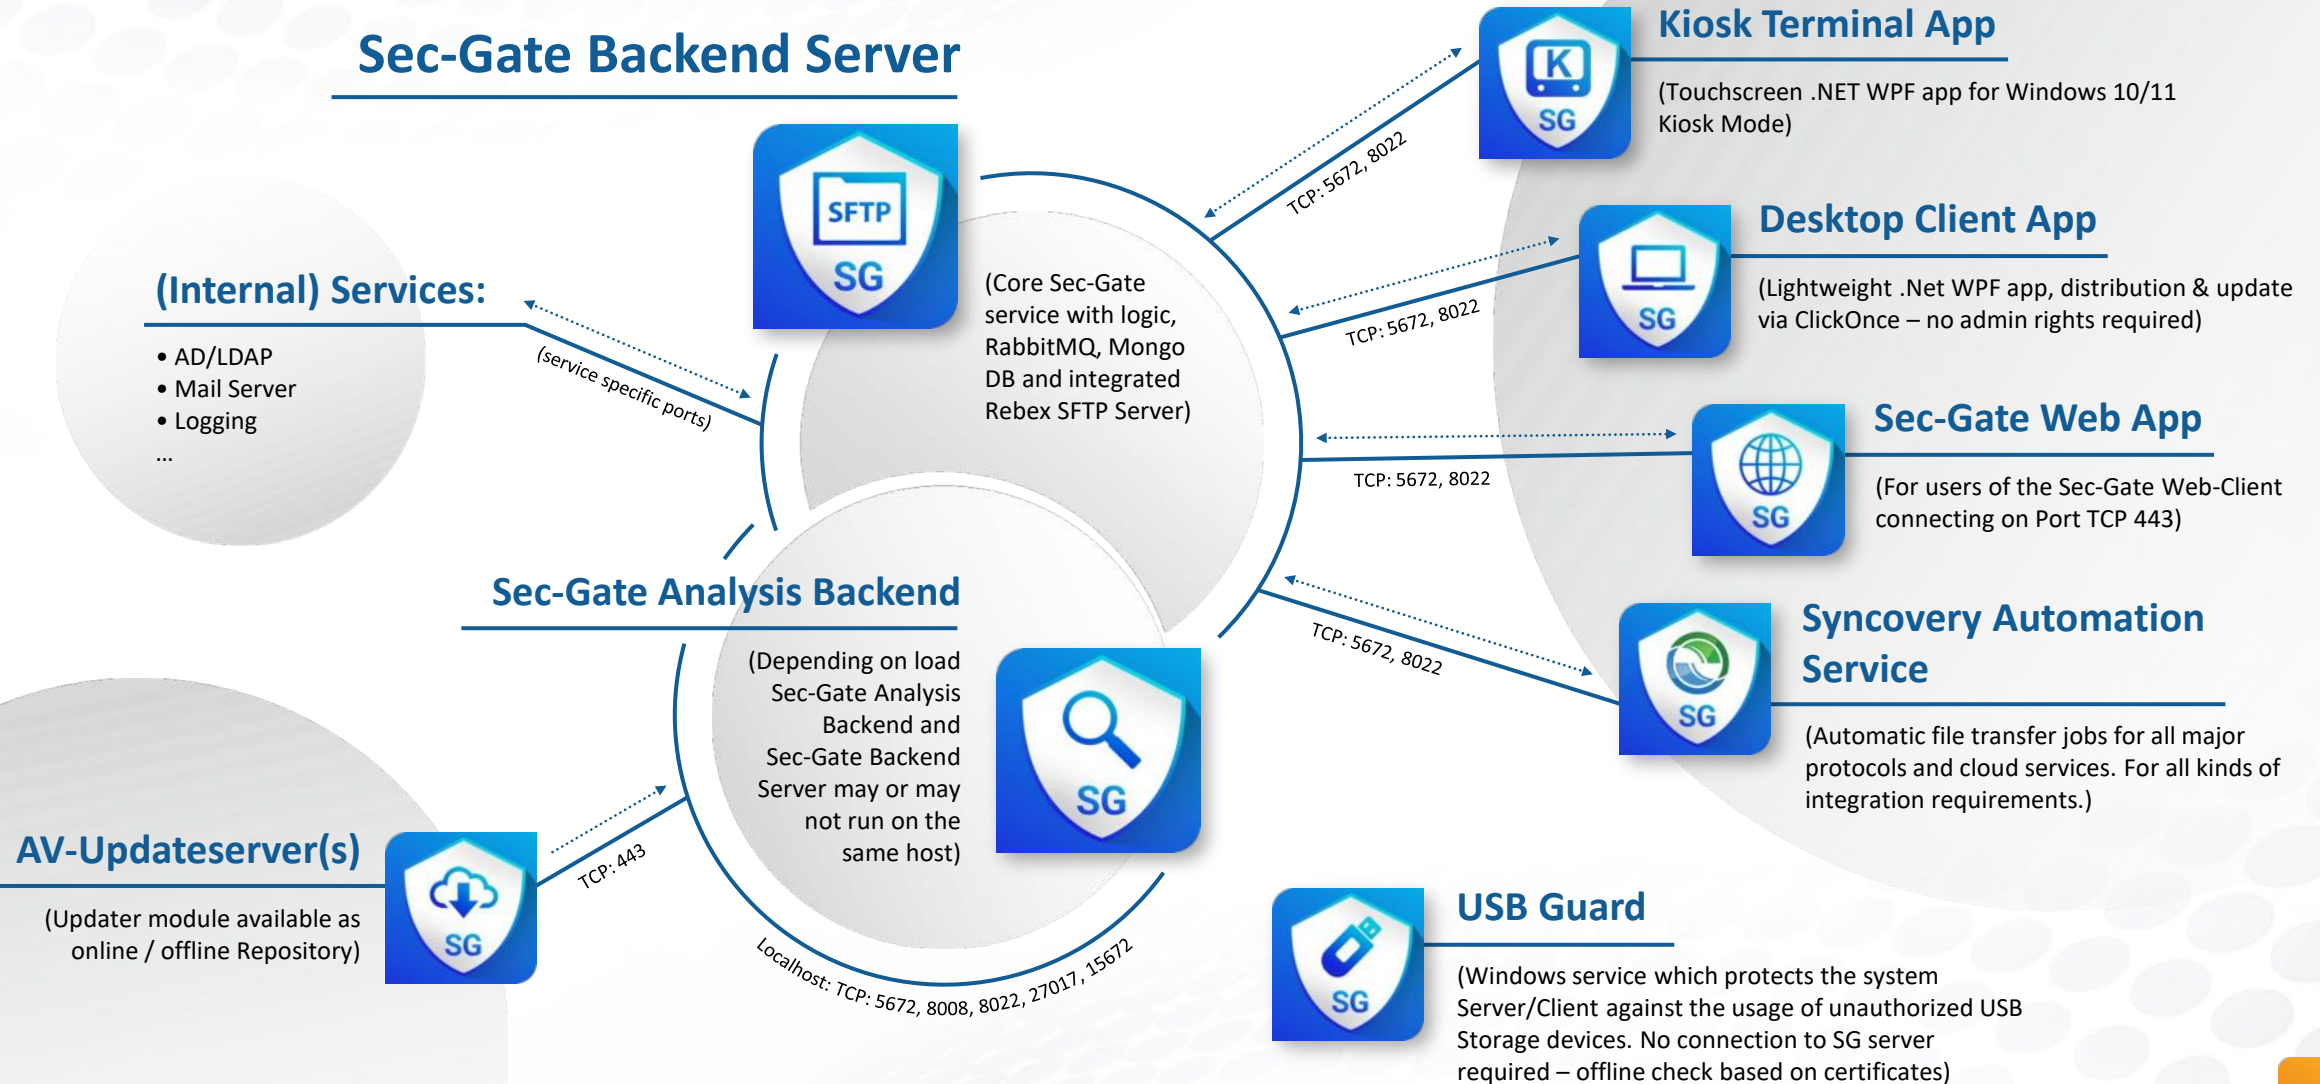 Sec-Gate Backend Server
SFTP
SG
(Core Sec-Gate
service with logic,
RabbitMQ, Mongo
DB and integrated
Rebex SFTP Server)
(Internal) Services:
• AD/LDAP
• Mail Server
• Logging
...
(service specific ports)
Sec-Gate Analysis Backend
(Depending on load
Sec-Gate Analysis
Backend and
Sec-Gate Backend
Server may or may
not run on the
same host)
SG
Localhost: TCP: 5672, 8008, 8022, 27017, 15672
AV-Updateserver(s)
(Updater module available as
online / offline Repository)
SG
TCP: 443
Kiosk Terminal App
(Touchscreen .NET WPF app for Windows 10/11
Kiosk Mode)
K
SG
TCP: 5672, 8022
Desktop Client App
(Lightweight .Net WPF app, distribution & update
via ClickOnce – no admin rights required)
SG
TCP: 5672, 8022
Sec-Gate Web App
(For users of the Sec-Gate Web-Client
connecting on Port TCP 443)
SG
TCP: 5672, 8022
Syncovery Automation
Service
(Automatic file transfer jobs for all major
protocols and cloud services. For all kinds of
integration requirements.)
SG
TCP: 5672, 8022
USB Guard
(Windows service which protects the system
Server/Client against the usage of unauthorized USB
Storage devices. No connection to SG server
required – offline check based on certificates)
SG